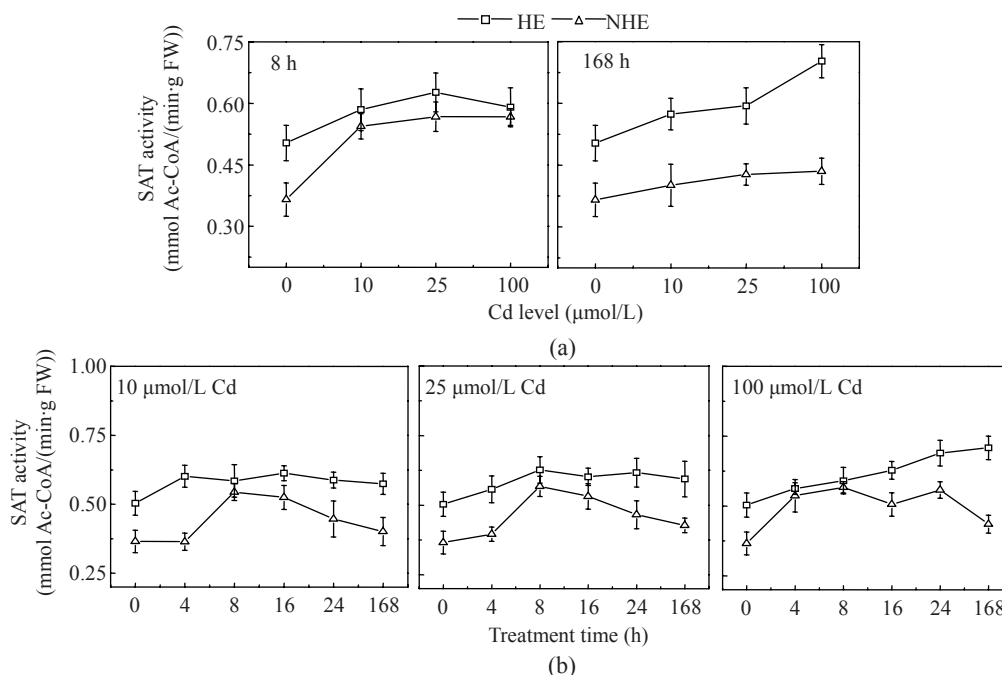 HE NHE
SAT activity
(mmol Ac-CoA/(min·g FW))
0.75
0.60
0.45
0.30
8 h
168 h
0 10 25 100 0 10 25 100
Cd level (μmol/L)
(a)
SAT activity
(mmol Ac-CoA/(min·g FW))
1.00
0.75
0.50
0.25
10 μmol/L Cd
25 μmol/L Cd
100 μmol/L Cd
0 4 8 16 24 168 0 4 8 16 24 168 0 4 8 16 24 168
Treatment time (h)
(b)